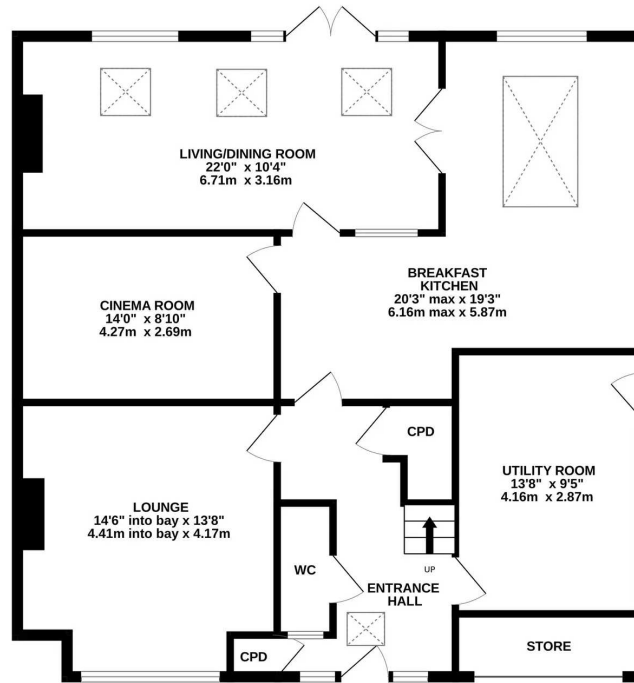 LIVING/DINING ROOM
22'0" x 10'4"
6.71m x 3.16m
BREAKFAST
KITCHEN
20'3" max x 19'3"
6.16m max x 5.87m
CINEMA ROOM
14'0" x 8'10"
4.27m x 2.69m
CPD
UTILITY ROOM
13'8" x 9'5"
4.16m x 2.87m
LOUNGE
14'6" into bay x 13'8"
4.41m into bay x 4.17m
WC
UP
ENTRANCE
HALL
CPD
STORE